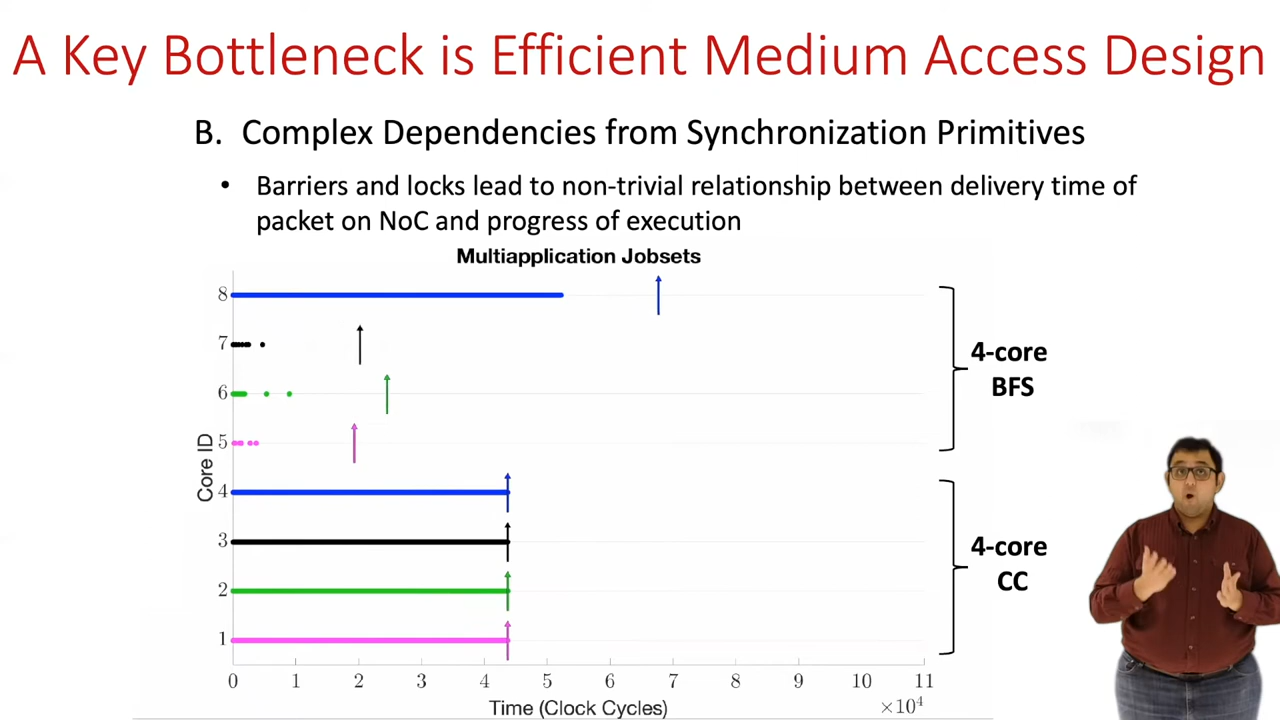 A Key Bottleneck is Efficient Medium Access Design
B. Complex Dependencies from Synchronization Primitives
• Barriers and locks lead to non-trivial relationship between delivery time of
packet on NoC and progress of execution
Multiapplication Jobsets
8
7
6
5
4
3
2
1
Core ID
4-core
BFS
4-core
CC
0 1 2 3 4 5 6 7 8 9 10 11
Time (Clock Cycles)
×10⁴